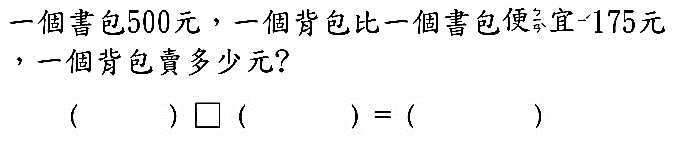 一個書包500元，一個背包比一個書包便ㄆㄧㄢˊ宜ˊ175元
，一個背包賣多少元?
(　　　)□(　　　)=(　　　)